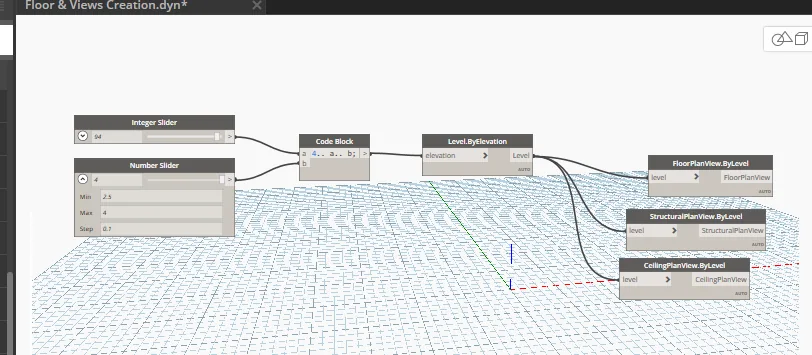 Floor & Views Creation.dyn*
Integer Slider
94
>
Number Slider
4
>
Min 2.5
Max 4
Step 0.1
Code Block
a 4.. a.. b; >
b
Level.ByElevation
elevation > Level
AUTO
FloorPlanView.ByLevel
level > FloorPlanView
AUTO
StructuralPlanView.ByLevel
level > StructuralPlanView
AUTO
CeilingPlanView.ByLevel
level > CeilingPlanView
AUTO